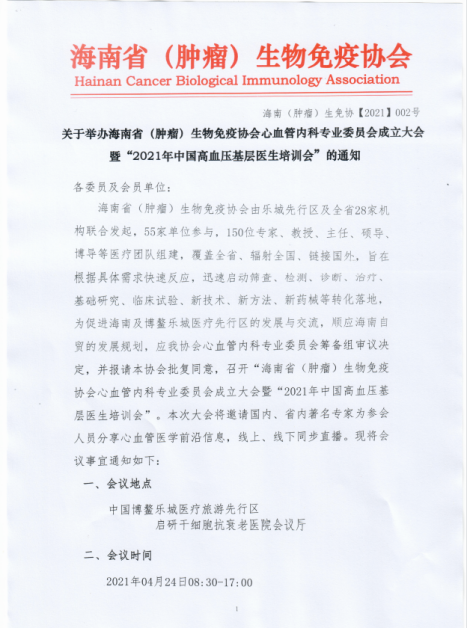 海南省（肿瘤）生物免疫协会
Hainan Cancer Biological Immunology Association
海南（肿瘤）生免协【2021】002号
关于举办海南省（肿瘤）生物免疫协会心血管内科专业委员会成立大会
暨“2021年中国高血压基层医生培训会”的通知
各委员及会员单位：
海南省（肿瘤）生物免疫协会由乐城先行区及全省28家机
构联合发起，55家单位参与，150位专家、教授、主任、硕导、
博导等医疗团队组建，覆盖全省、辐射全国、链接国外，旨在
根据具体需求快速反应，迅速启动筛查、检测、诊断、治疗、
基础研究、临床试验、新技术、新方法、新药械等转化落地，
为促进海南及博鳌乐城医疗先行区的发展与交流，顺应海南自
贸的发展规划，应我协会心血管内科专业委员会筹备组审议决
定，并报请本协会批复同意，召开“海南省（肿瘤）生物免疫
协会心血管内科专业委员会成立大会暨“2021年中国高血压基
层医生培训会”。本次大会将邀请国内、省内著名专家为参会
人员分享心血管医学前沿信息，线上、线下同步直播。现将会
议事宜通知如下：
一、会议地点
中国博鳌乐城医疗旅游先行区
启研干细胞抗衰老医院会议厅
二、会议时间
2021年04月24日08:30-17:00
1